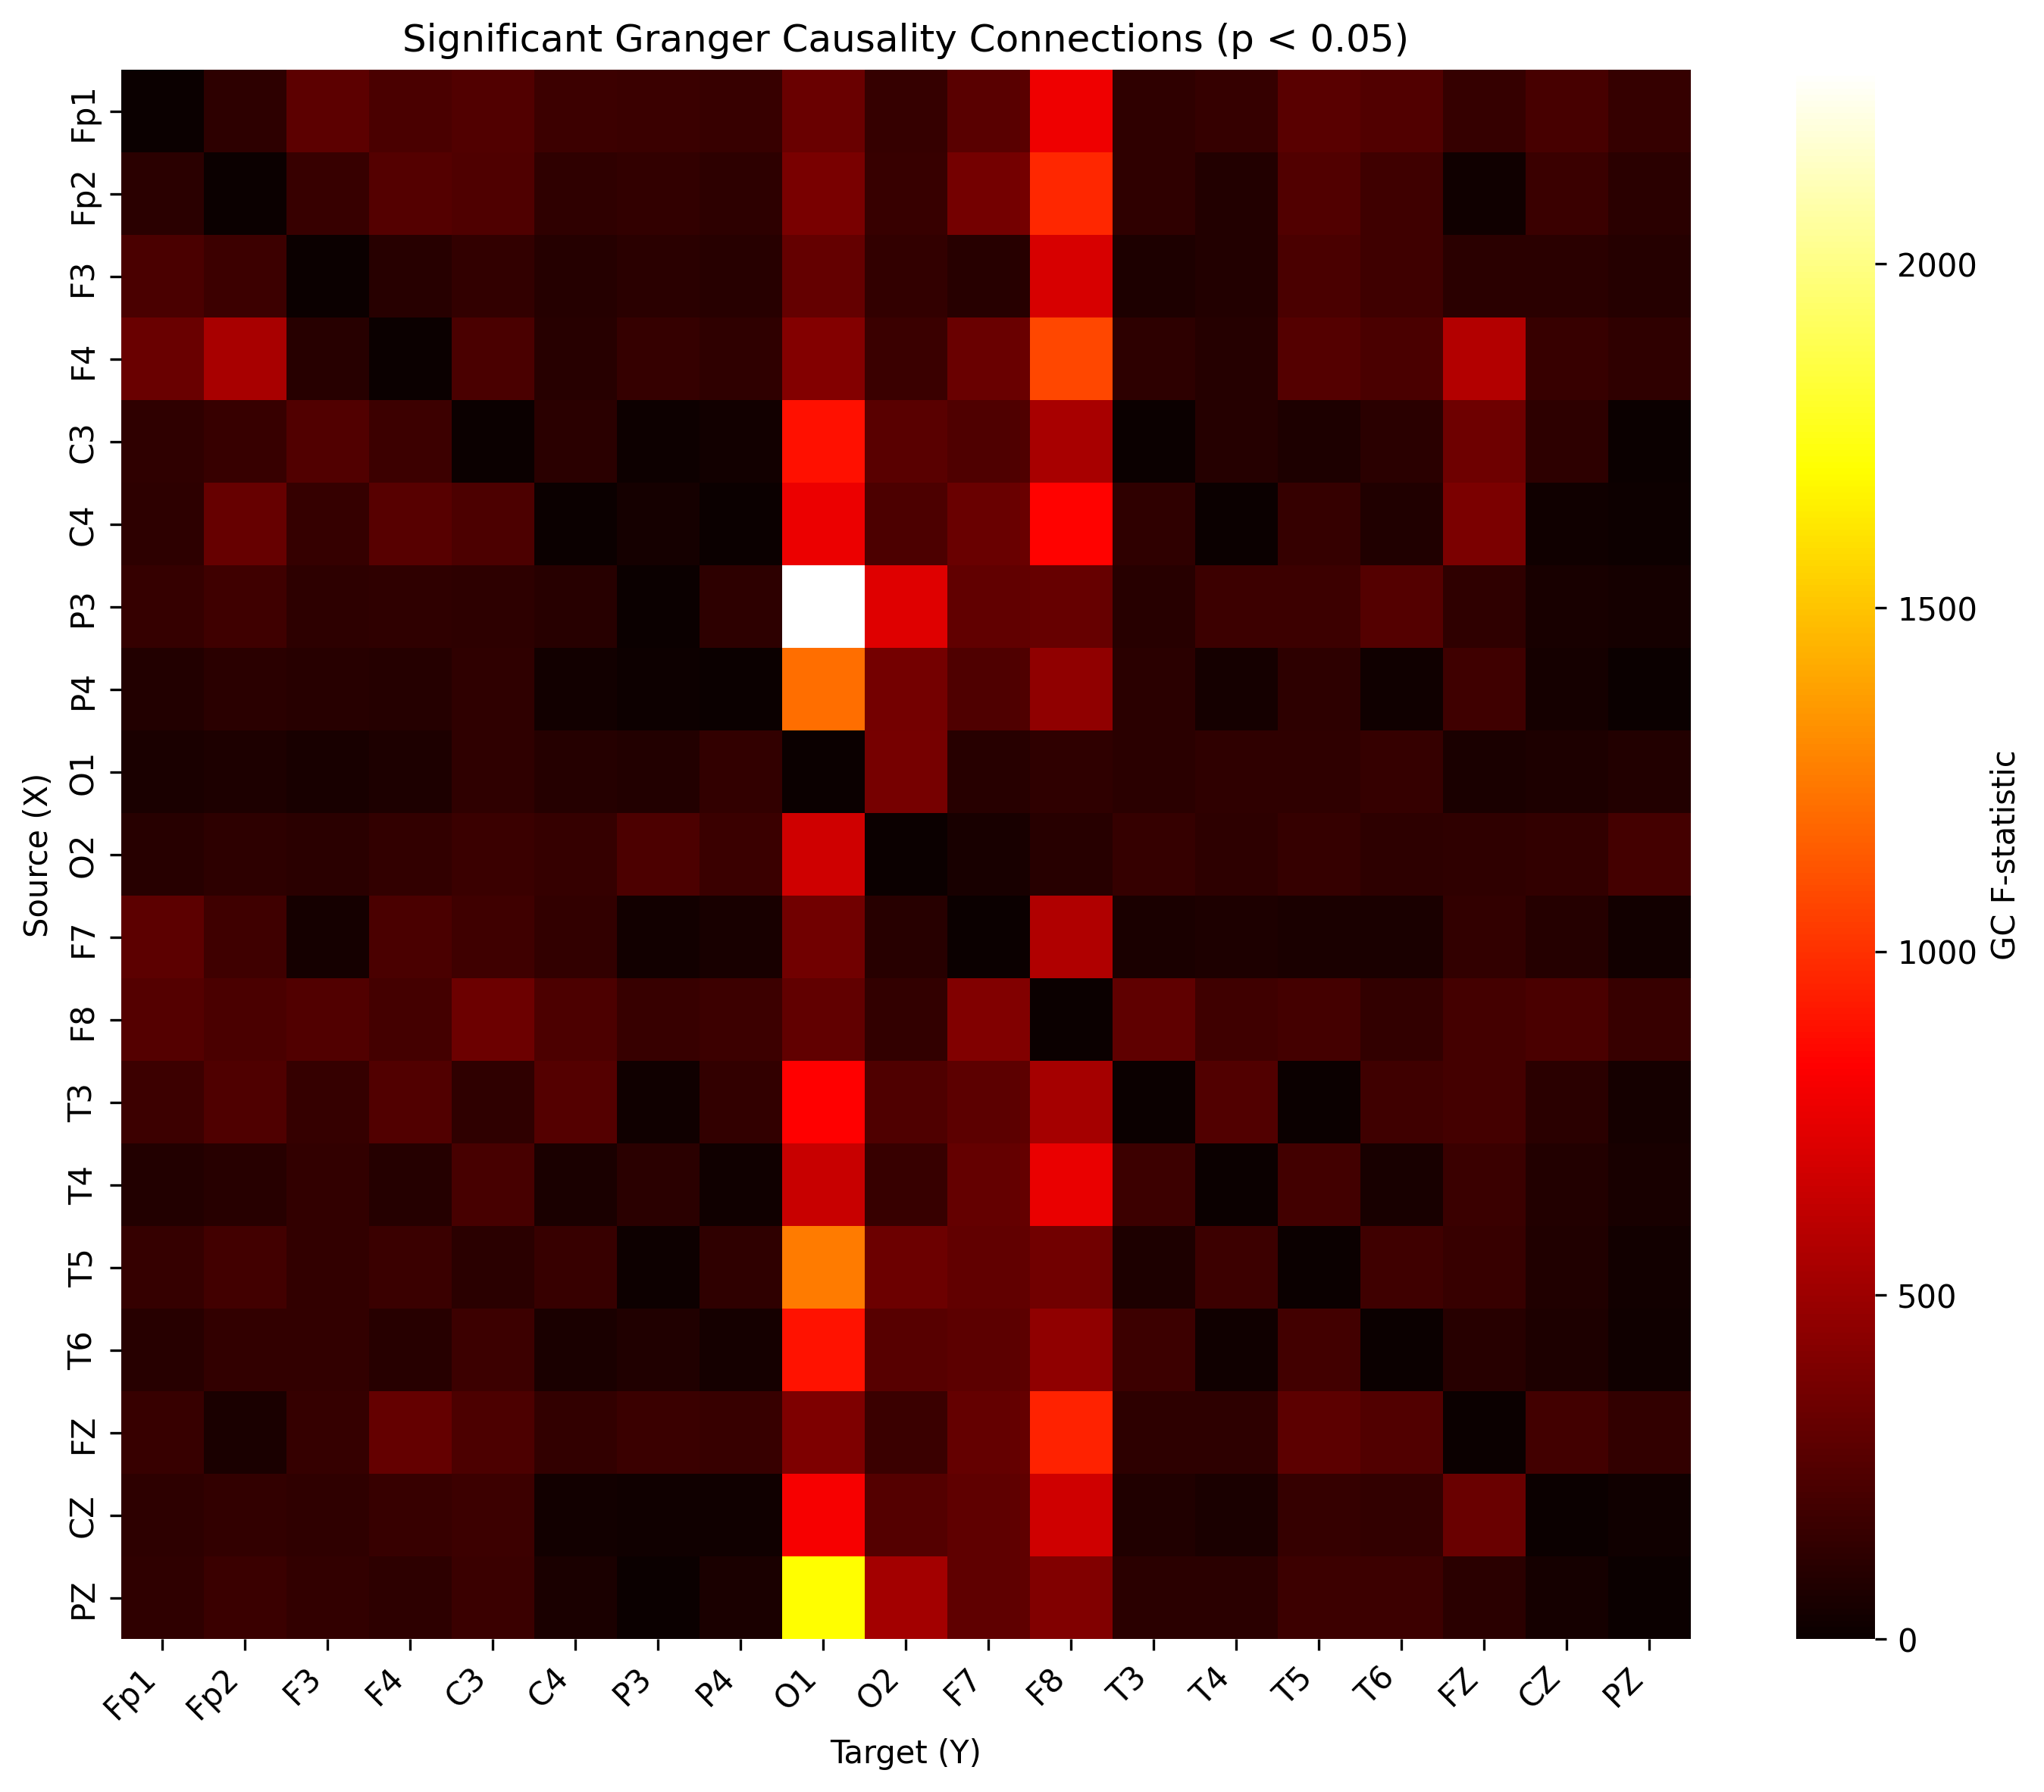 Significant Granger Causality Connections (p < 0.05)
Source (X)
Fp1
Fp2
F3
F4
C3
C4
P3
P4
O1
O2
F7
F8
T3
T4
T5
T6
FZ
CZ
PZ
Fp1 Fp2 F3 F4 C3 C4 P3 P4 O1 O2 F7 F8 T3 T4 T5 T6 FZ CZ PZ
Target (Y)
2000
1500
1000
500
0
GC F-statistic